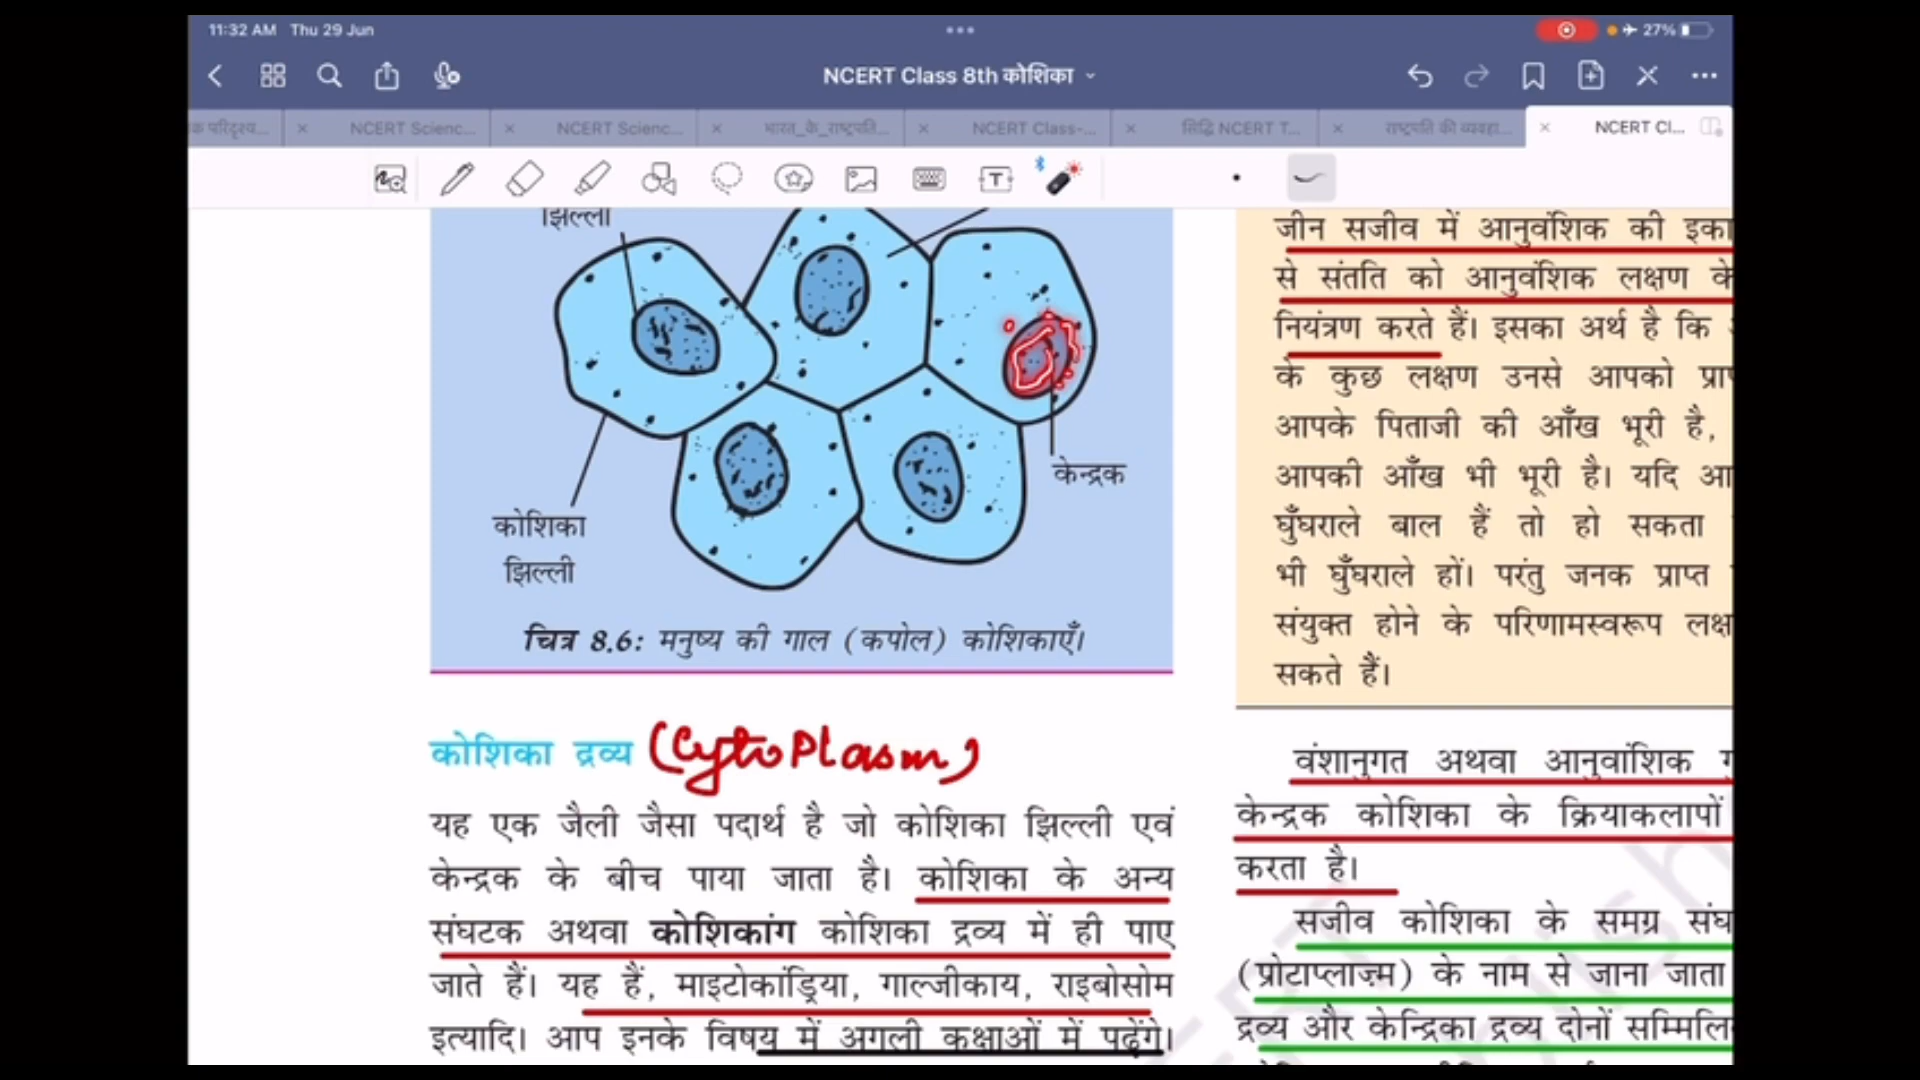 11:32 AM Thu 29 Jun
27%
NCERT Class 8th कोशिका
क परिदृश्य...
NCERT Scienc...
NCERT Scienc...
भारत_के_राष्ट्रपति...
NCERT Class-...
सिद्धि NCERT T...
राष्ट्रपति की व्यवहा...
NCERT Cl...
झिल्ली
केन्द्रक
कोशिका
झिल्ली
चित्र 8.6: मनुष्य की गाल (कपोल) कोशिकाएँ।
कोशिका द्रव्य (CytoPlasm)
यह एक जैली जैसा पदार्थ है जो कोशिका झिल्ली एवं
केन्द्रक के बीच पाया जाता है। कोशिका के अन्य
संघटक अथवा कोशिकांग कोशिका द्रव्य में ही पाए
जाते हैं। यह हैं, माइटोकांड्रिया, गाल्जीकाय, राइबोसोम
इत्यादि। आप इनके विषय में अगली कक्षाओं में पढ़ेंगे।
जीन सजीव में आनुवंशिक की इका
से संतति को आनुवंशिक लक्षण के
नियंत्रण करते हैं। इसका अर्थ है कि
के कुछ लक्षण उनसे आपको प्राप
आपके पिताजी की आँख भूरी है,
आपकी आँख भी भूरी है। यदि आ
घुँघराले बाल हैं तो हो सकता
भी घुँघराले हों। परंतु जनक प्राप्त
संयुक्त होने के परिणामस्वरूप लक्ष
सकते हैं।
वंशानुगत अथवा आनुवांशिक गु
केन्द्रक कोशिका के क्रियाकलापों
करता है।
सजीव कोशिका के समग्र संघ
(प्रोटाप्लाज़्म) के नाम से जाना जाता
द्रव्य और केन्द्रिका द्रव्य दोनों सम्मिलि